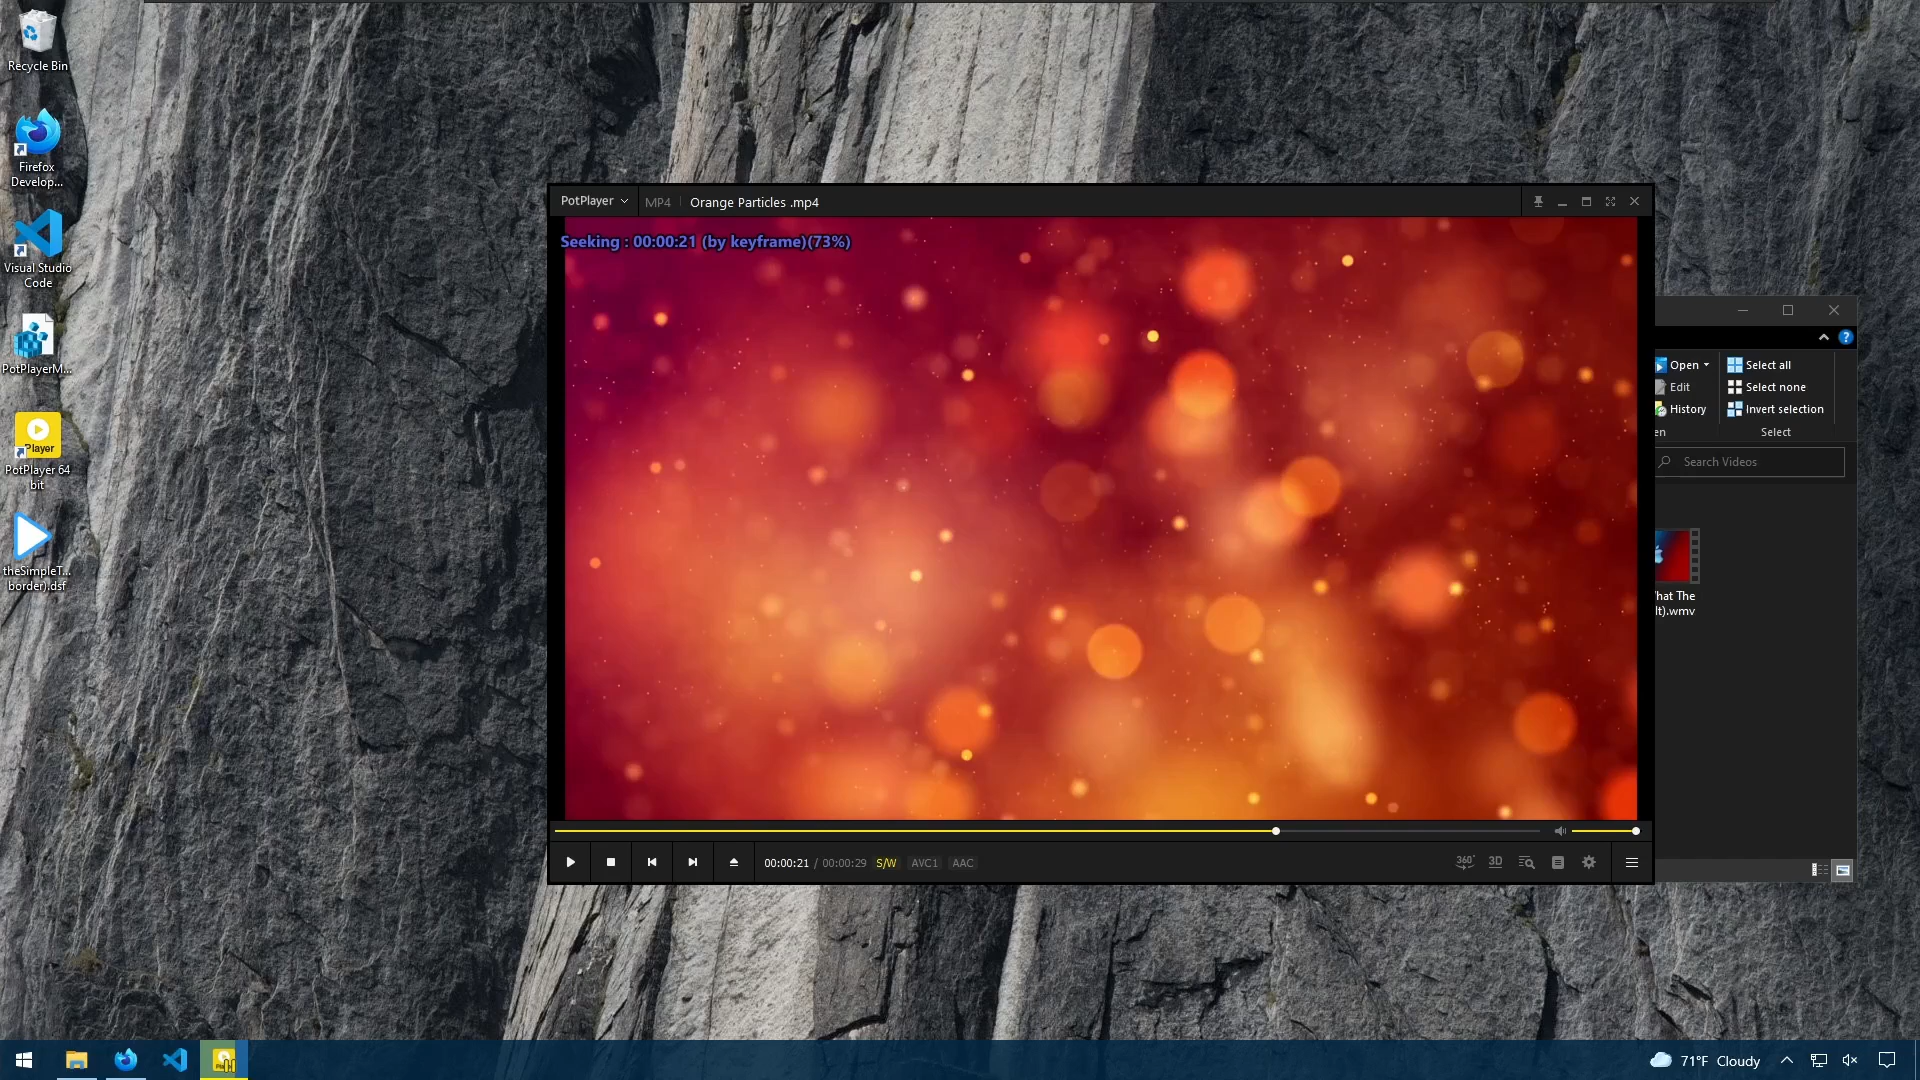 Recycle Bin
Firefox
Develop...
Visual Studio
Code
PotPlayerM...
Player
PotPlayer 64
bit
theSimpleT...
border).dsf
PotPlayer
MP4
Orange Particles .mp4
Seeking : 00:00:21 (by keyframe)(73%)
00:00:21 / 00:00:29 S/W AVC1 AAC
360°
3D
Open
Edit
History
en
Select all
Select none
Invert selection
Select
Search Videos
hat The
lt).wmv
71°F Cloudy